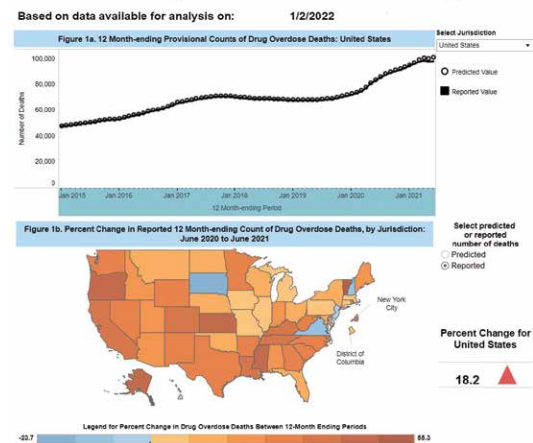 Based on data available for analysis on: 1/2/2022
Select Jurisdiction
Figure 1a. 12 Month-ending Provisional Counts of Drug Overdose Deaths: United States
United States
100,000
80,000
60,000
40,000
20,000
0
Number of Deaths
Predicted Value
Reported Value
Jan 2015 Jan 2016 Jan 2017 Jan 2018 Jan 2019 Jan 2020 Jan 2021
12 Month-ending Period
Figure 1b. Percent Change in Reported 12 Month-ending Count of Drug Overdose Deaths, by Jurisdiction:
June 2020 to June 2021
Select predicted
or reported
number of deaths
Predicted
Reported
New York
City
District of
Columbia
Percent Change for
United States
18.2
Legend for Percent Change in Drug Overdose Deaths Between 12-Month Ending Periods
-23.7